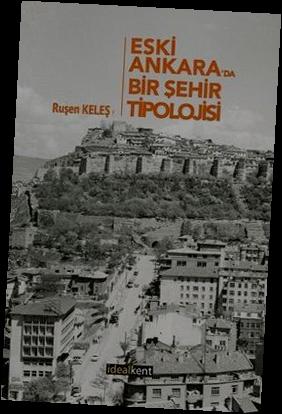 ESKİ
ANKARA'DA
BİR ŞEHİR
Ruşen KELEŞ
TİPOLOJİSİ
idealkent